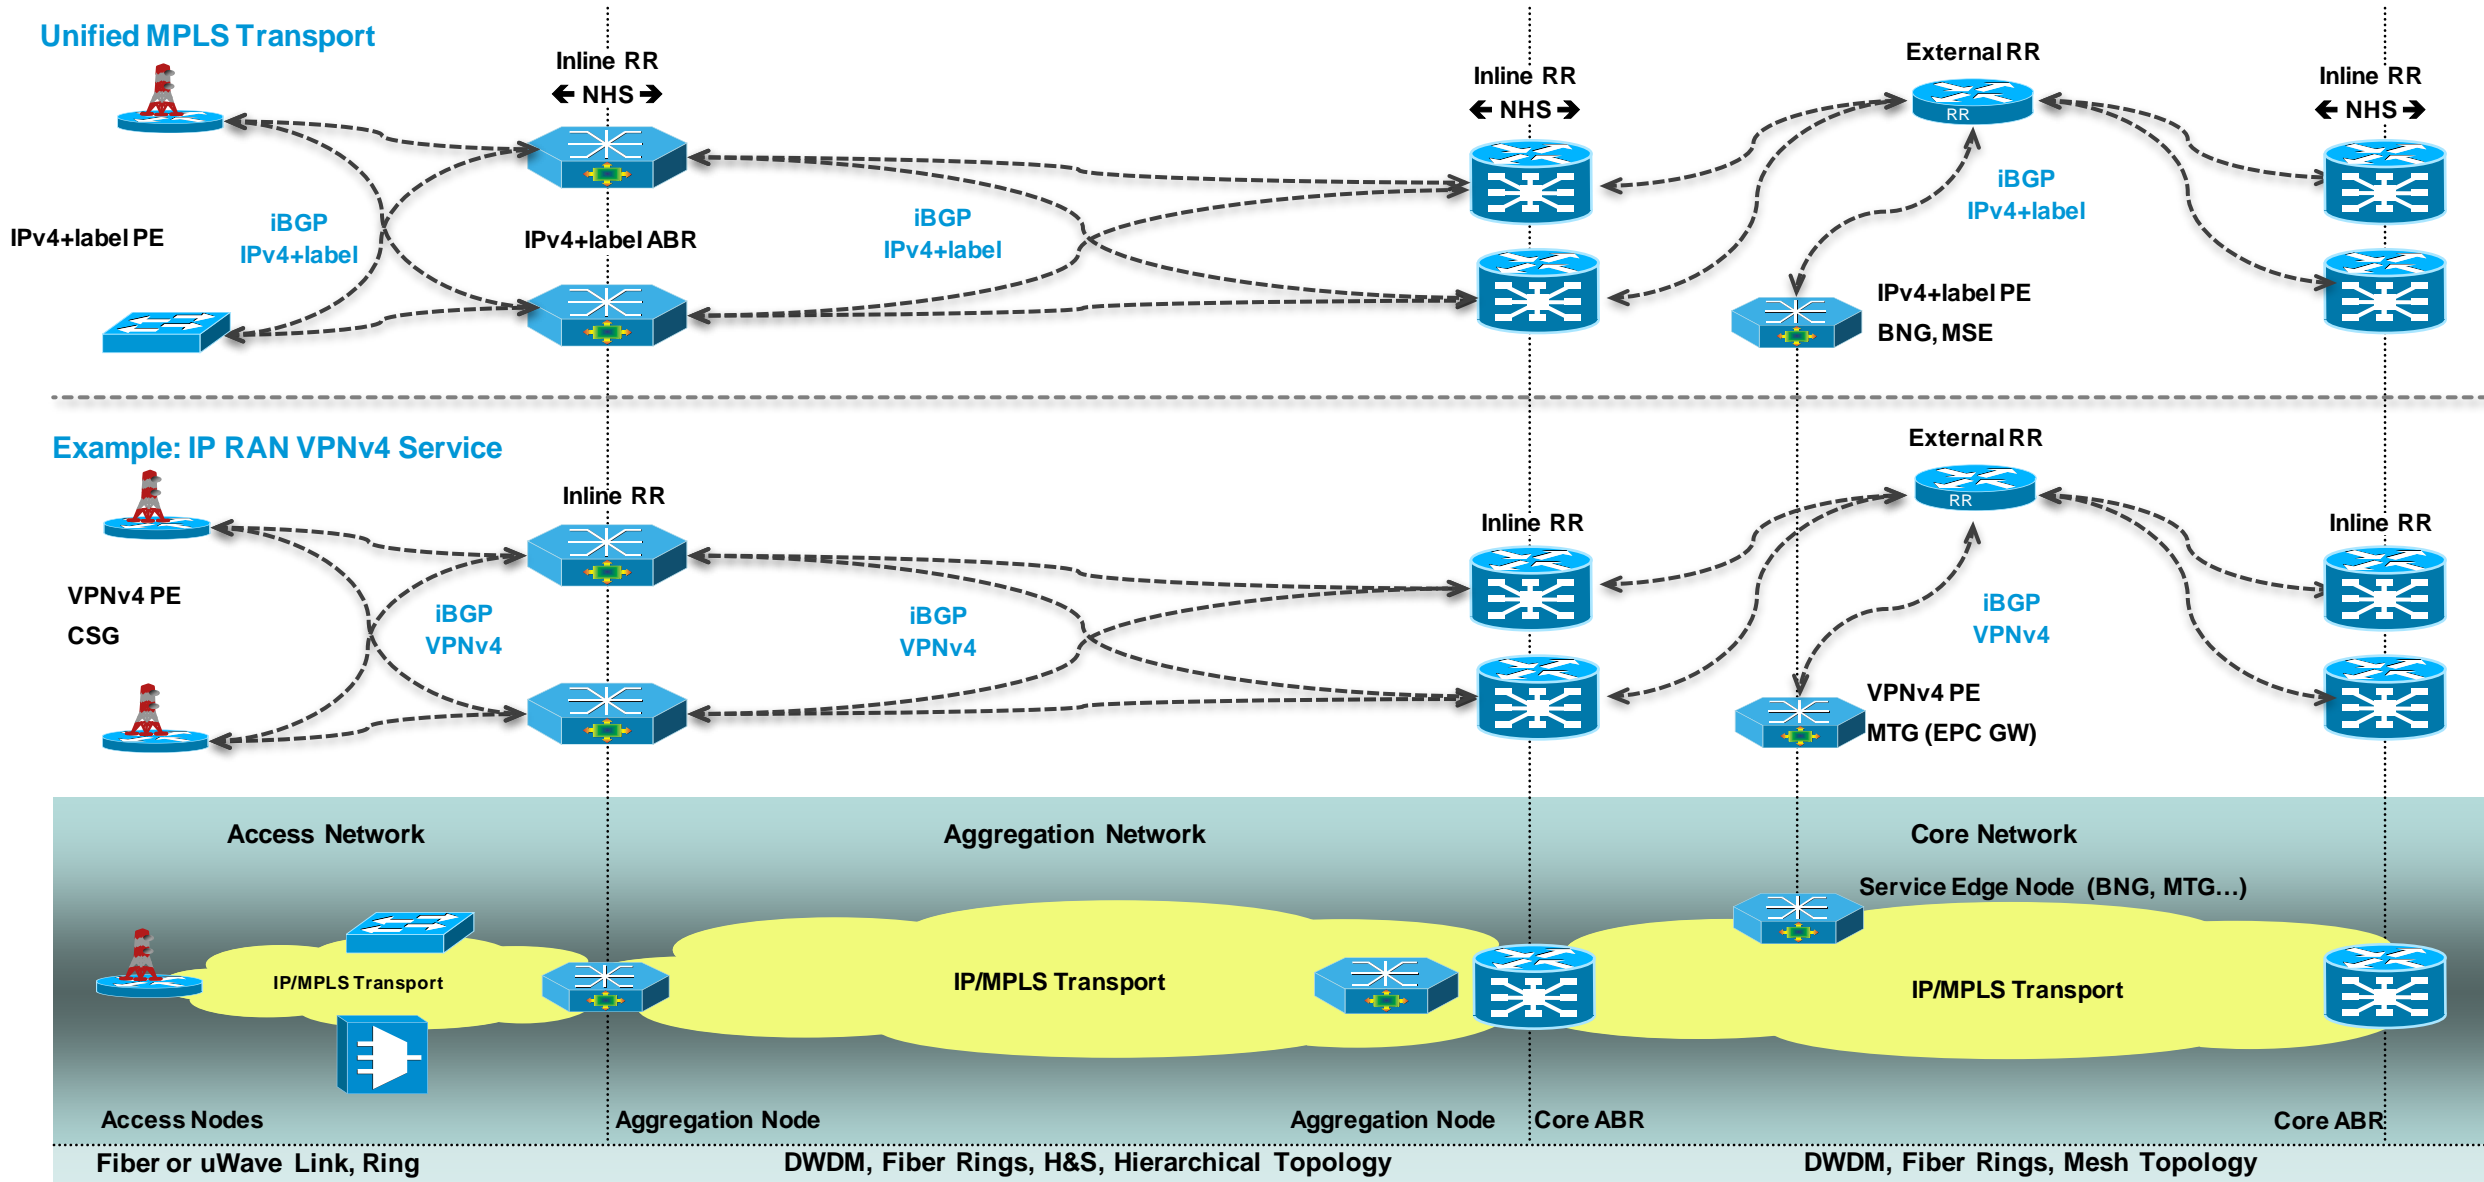 Unified MPLS Transport
Inline RR
← NHS →
Inline RR
← NHS →
External RR
Inline RR
← NHS →
RR
IPv4+label PE
iBGP
IPv4+label
IPv4+label ABR
iBGP
IPv4+label
iBGP
IPv4+label
IPv4+label PE
BNG, MSE
Example: IP RAN VPNv4 Service
External RR
Inline RR
Inline RR
Inline RR
RR
VPNv4 PE
CSG
iBGP
VPNv4
iBGP
VPNv4
iBGP
VPNv4
VPNv4 PE
MTG (EPC GW)
Access Network
Aggregation Network
Core Network
Service Edge Node (BNG, MTG...)
IP/MPLS Transport
IP/MPLS Transport
IP/MPLS Transport
Access Nodes
Aggregation Node
Aggregation Node
Core ABR
Core ABR
Fiber or uWave Link, Ring
DWDM, Fiber Rings, H&S, Hierarchical Topology
DWDM, Fiber Rings, Mesh Topology